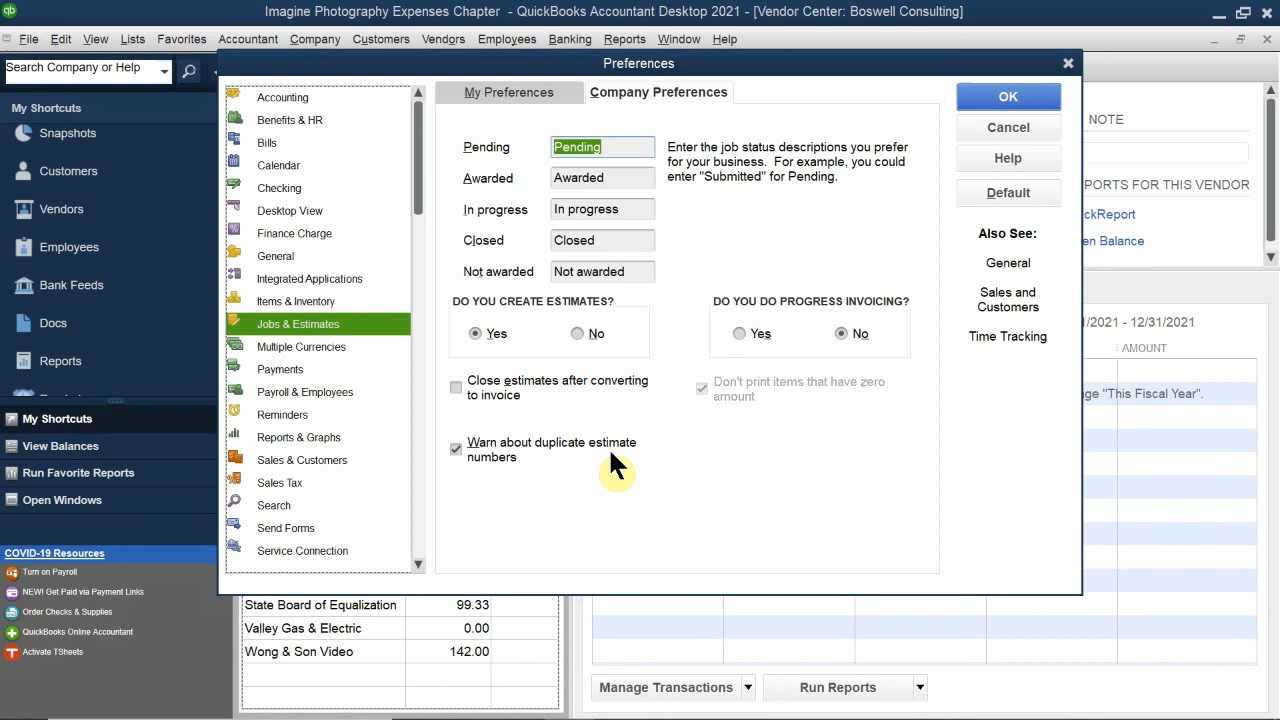 Imagine Photography Expenses Chapter - QuickBooks Accountant Desktop 2021 - [Vendor Center: Boswell Consulting]
File Edit View Lists Favorites Accountant Company Customers Vendors Employees Banking Reports Window Help
Search Company or Help
My Shortcuts
Snapshots
Customers
Vendors
Employees
Bank Feeds
Docs
Reports
My Shortcuts
View Balances
Run Favorite Reports
Open Windows
COVID-19 Resources
Turn on Payroll
NEW! Get Paid via Payment Links
Order Checks & Supplies
QuickBooks Online Accountant
Activate TSheets
Preferences
Accounting
Benefits & HR
Bills
Calendar
Checking
Desktop View
Finance Charge
General
Integrated Applications
Items & Inventory
Jobs & Estimates
Multiple Currencies
Payments
Payroll & Employees
Reminders
Reports & Graphs
Sales & Customers
Sales Tax
Search
Send Forms
Service Connection
My Preferences Company Preferences
Pending Pending
Awarded Awarded
In progress In progress
Closed Closed
Not awarded Not awarded
Enter the job status descriptions you prefer
for your business. For example, you could
enter "Submitted" for Pending.
DO YOU CREATE ESTIMATES?
Yes No
DO YOU DO PROGRESS INVOICING?
Yes No
Close estimates after converting
to invoice
Don't print items that have zero
amount
Warn about duplicate estimate
numbers
OK
Cancel
Help
Default
Also See:
General
Sales and
Customers
Time Tracking
NOTE
PORTS FOR THIS VENDOR
ckReport
en Balance
/2021 - 12/31/2021
AMOUNT
ge "This Fiscal Year".
State Board of Equalization 99.33
Valley Gas & Electric 0.00
Wong & Son Video 142.00
Manage Transactions Run Reports